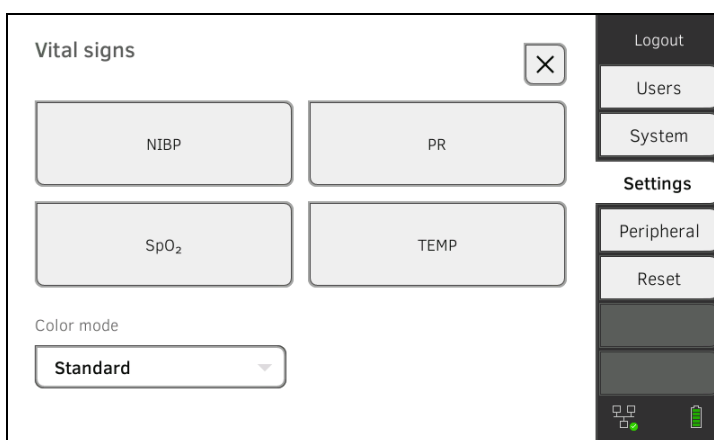 Vital signs
NIBP
PR
SpO₂
TEMP
Color mode
Standard
Logout
Users
System
Settings
Peripheral
Reset